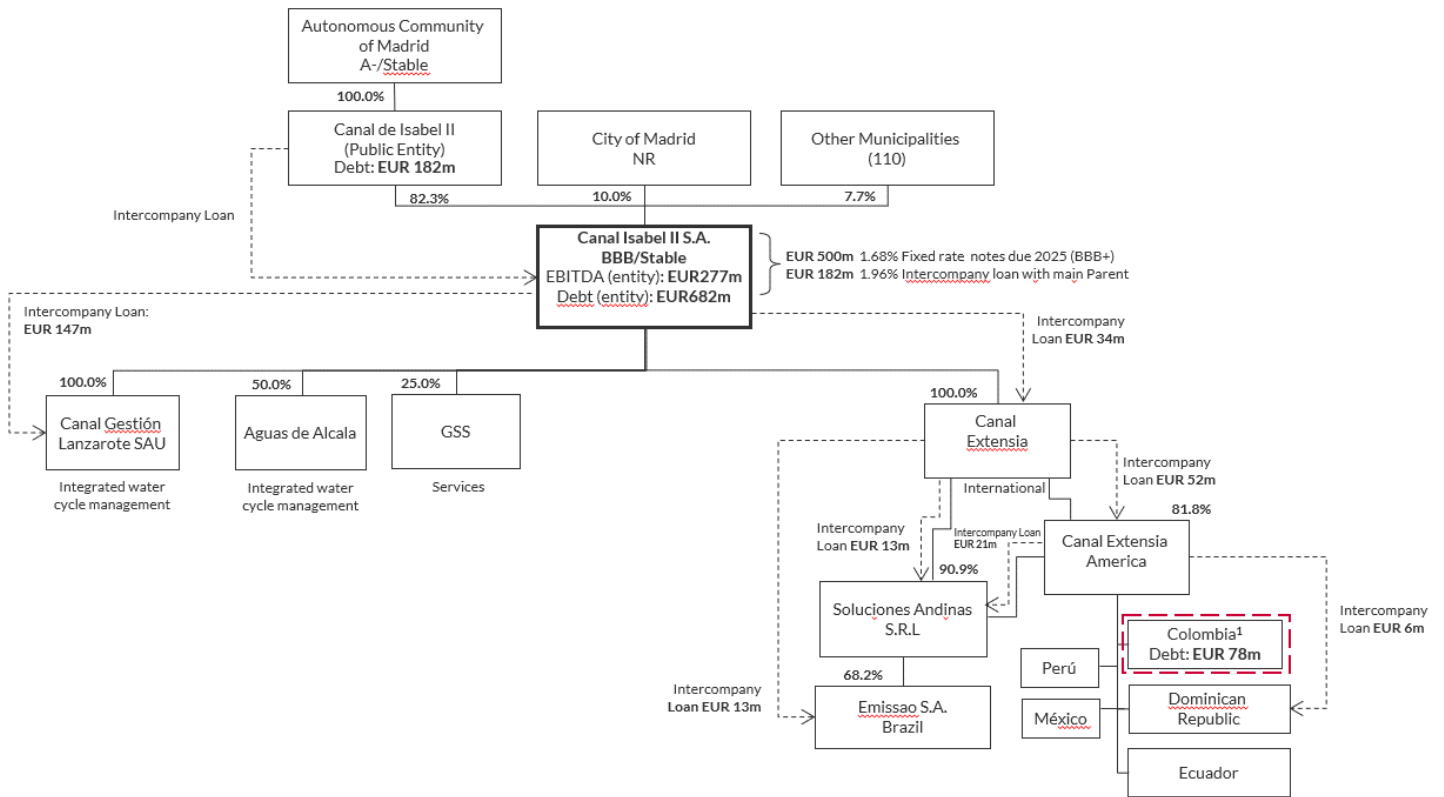 Autonomous Community
of Madrid
A-/Stable
100.0%
Canal de Isabel II
(Public Entity)
Debt: EUR 182m
City of Madrid
NR
Other Municipalities
(110)
82.3%
10.0%
7.7%
Intercompany Loan
Canal Isabel II S.A.
BBB/Stable
EBITDA (entity): EUR277m
Debt (entity): EUR682m
EUR 500m 1.68% Fixed rate notes due 2025 (BBB+)
EUR 182m 1.96% Intercompany loan with main Parent
Intercompany Loan:
EUR 147m
Intercompany
Loan EUR 34m
100.0%
50.0%
25.0%
100.0%
Canal Gestión
Lanzarote SAU
Aguas de Alcala
GSS
Canal
Extensia
Integrated water
cycle management
Integrated water
cycle management
Services
International
Intercompany
Loan EUR 52m
81.8%
Intercompany
Loan EUR 13m
Intercompany Loan
EUR 21m
Canal Extensia
America
90.9%
Soluciones Andinas
S.R.L
Intercompany
Loan EUR 6m
Colombia1
Debt: EUR 78m
Perú
68.2%
Intercompany
Loan EUR 13m
Emissao S.A.
Brazil
México
Dominican
Republic
Ecuador